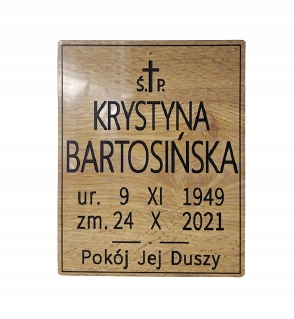 Ś.P.
KRYSTYNA
BARTOSIŃSKA
ur. 9 XI 1949
zm. 24 X 2021
Pokój Jej Duszy